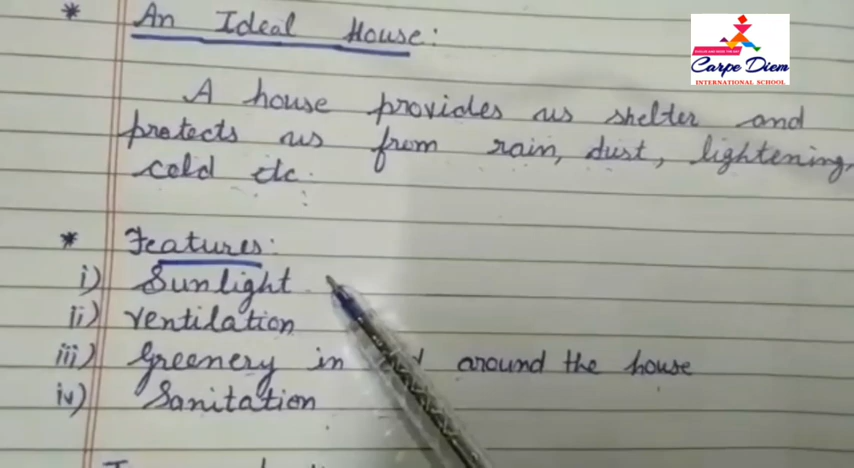 * An Ideal House:
Carpe Diem
INTERNATIONAL SCHOOL
A house provides us shelter and
protects us from rain, dust, lightening,
cold etc.
* Features:
i) Sunlight
ii) Ventilation
iii) Greenery in around the house
iv) Sanitation